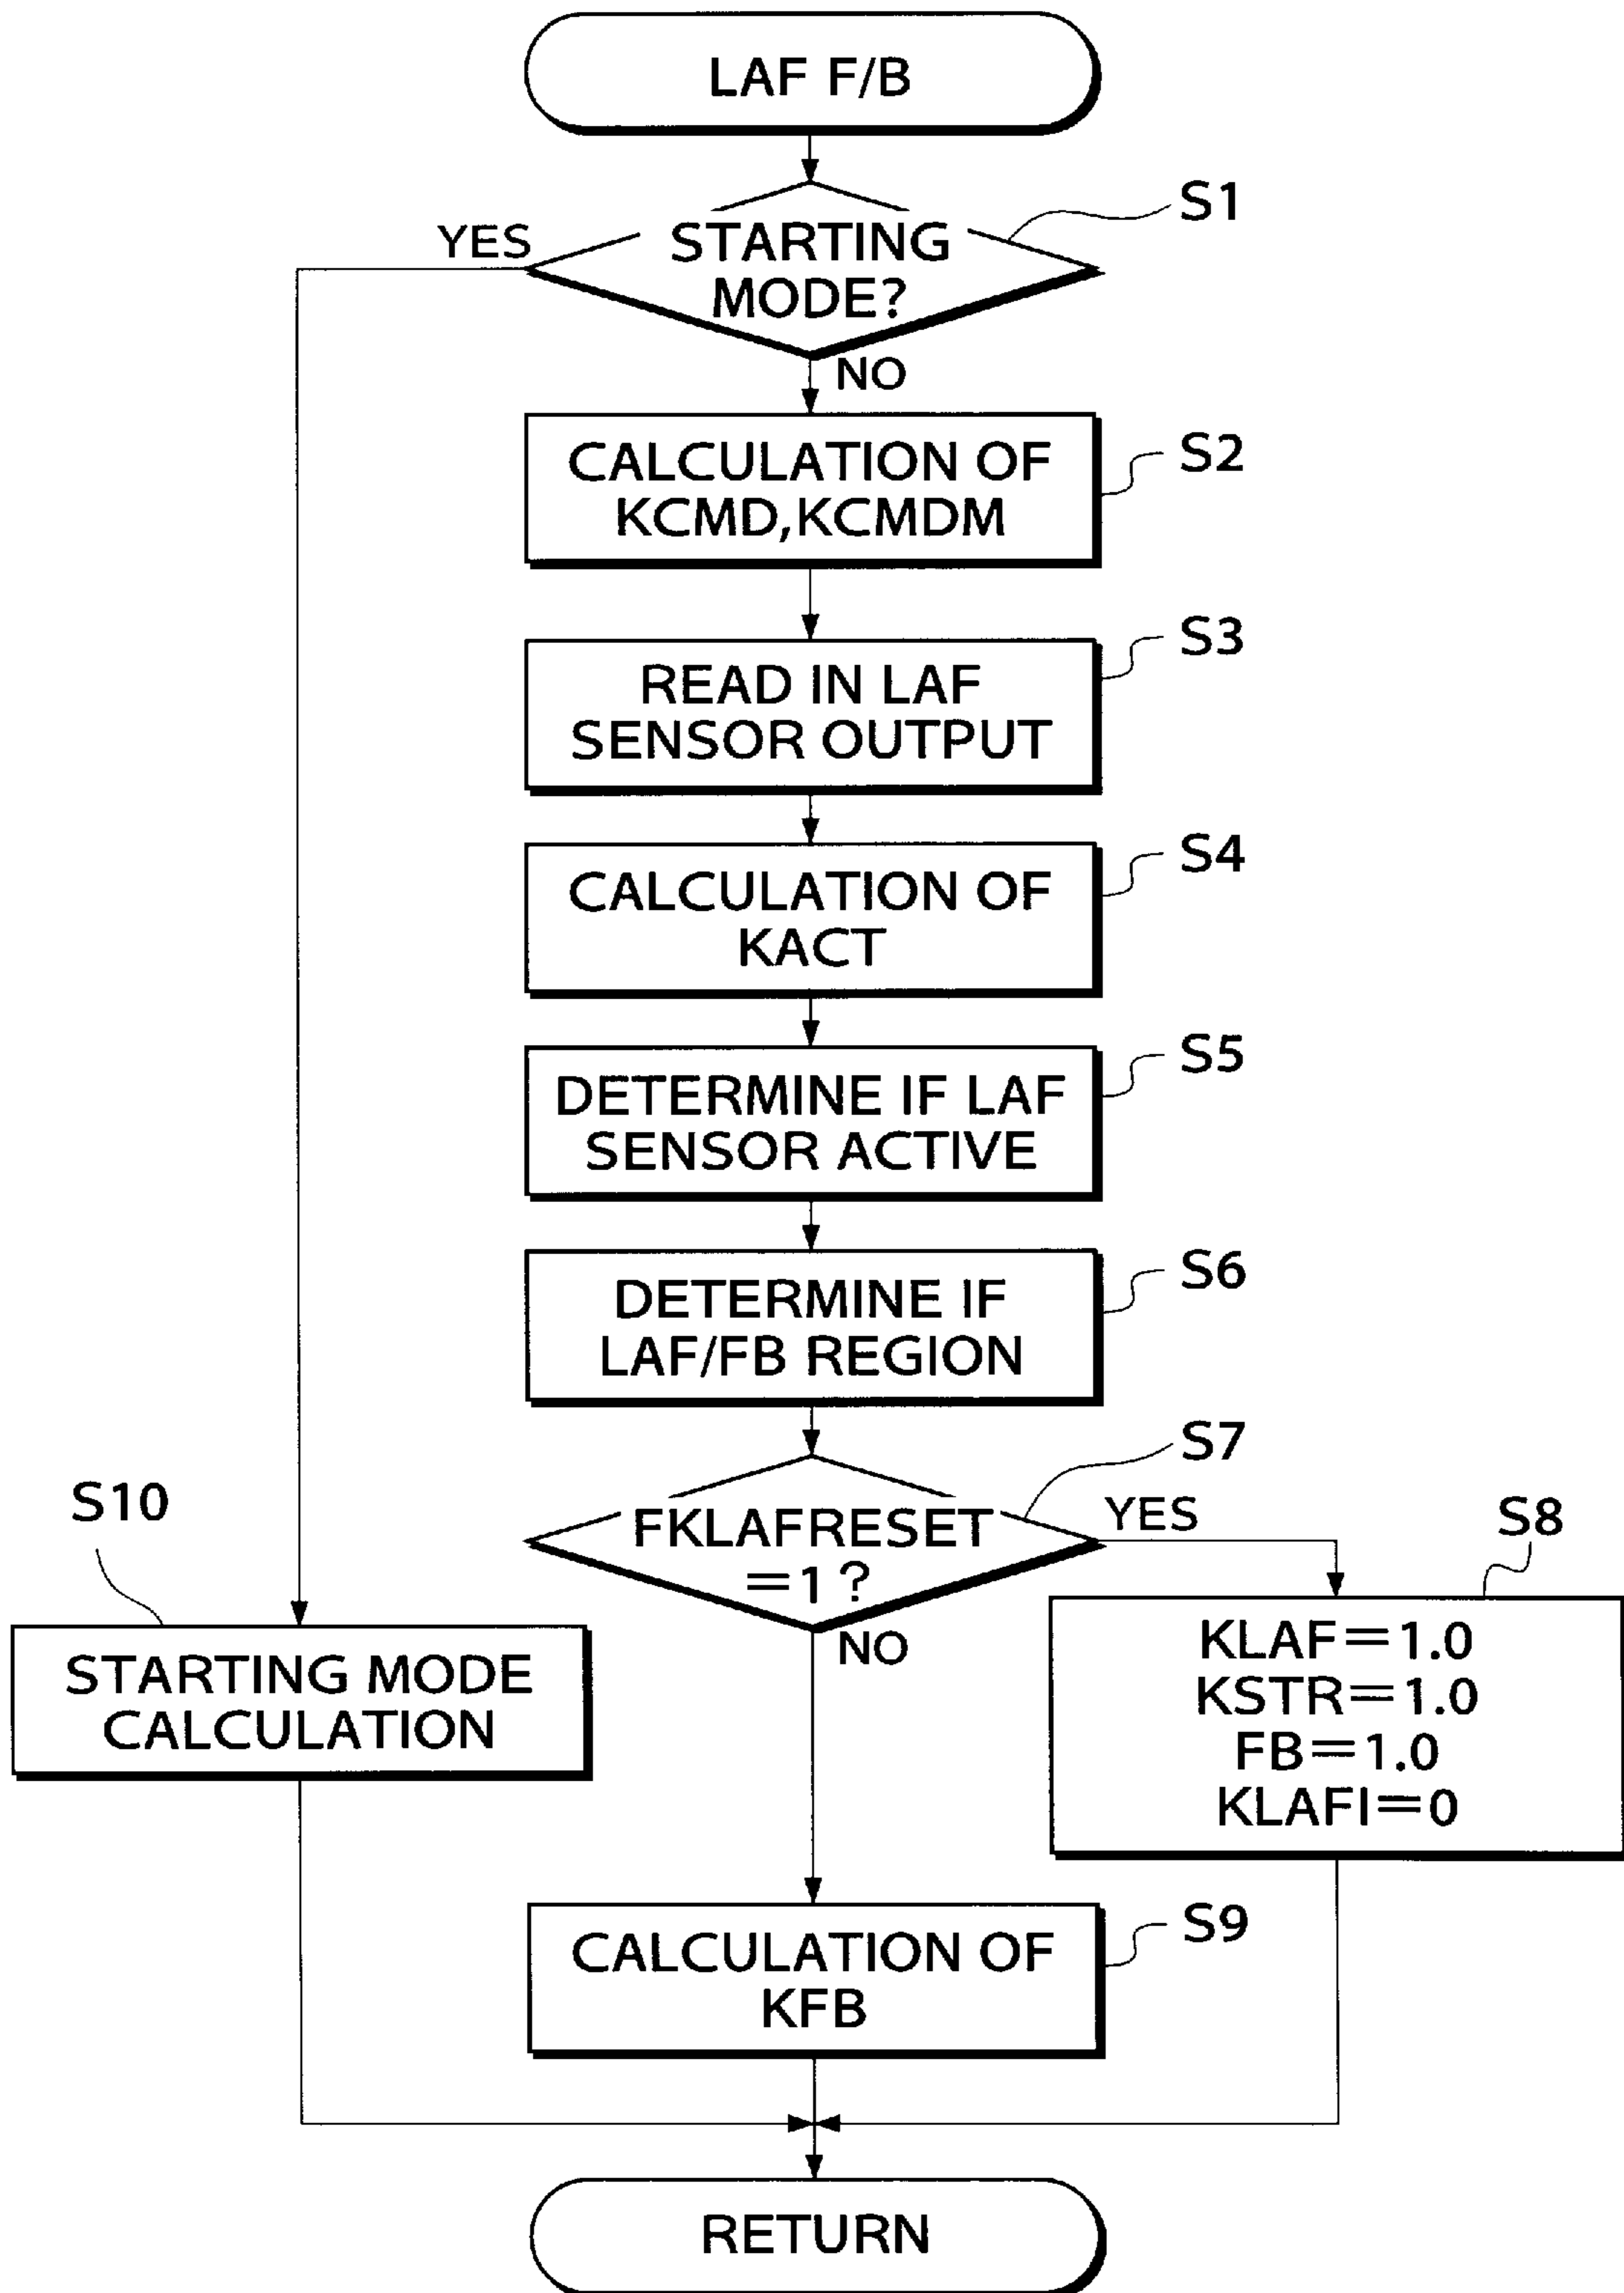 LAF F/B
S1
YES
STARTING
MODE?
NO
S2
CALCULATION OF
KCMD,KCMDM
S3
READ IN LAF
SENSOR OUTPUT
S4
CALCULATION OF
KACT
S5
DETERMINE IF LAF
SENSOR ACTIVE
S6
DETERMINE IF
LAF/FB REGION
S7
FKLAFRESET
=1?
YES
NO
S8
KLAF=1.0
KSTR=1.0
FB=1.0
KLAFI=0
S10
STARTING MODE
CALCULATION
S9
CALCULATION OF
KFB
RETURN